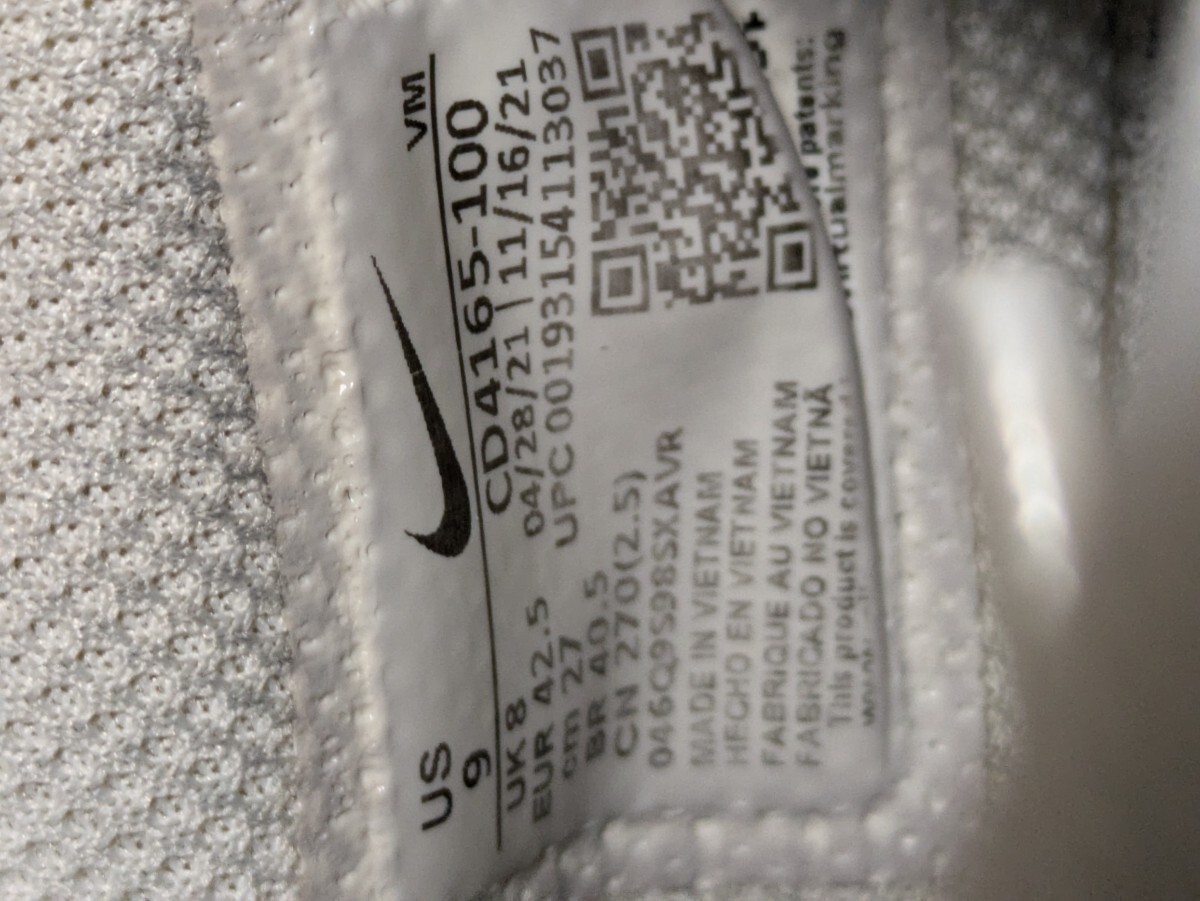 US VM
9
CD4165-100
UK 8 04/28/21 | 11/16/21
EUR 42.5 UPC 00193154113037
cm 27
BR 40.5
CN 270(2.5)
046Q9S98SXAVR
MADE IN VIETNAM
HECHO EN VIETNAM
FABRIQUE AU VIETNAM
FABRICADO NO VIETNÃ
This product is patents: